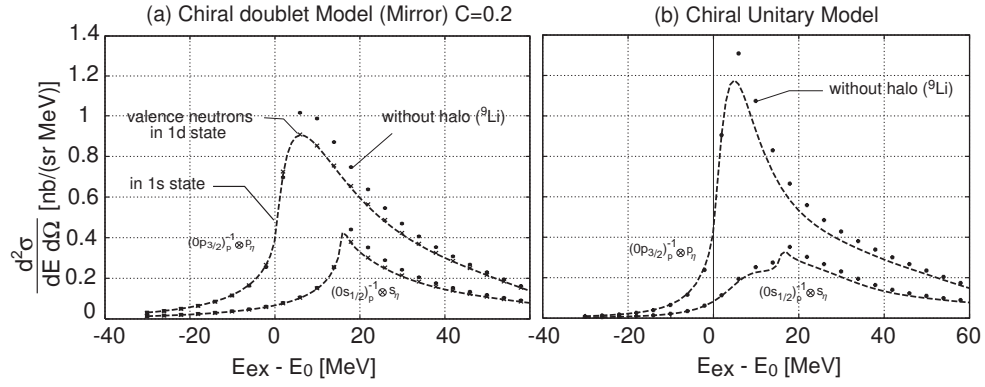 (a) Chiral doublet Model (Mirror) C=0.2
(b) Chiral Unitary Model
d²σ
dE dΩ
[nb/(sr MeV)]
1.4
1.2
1
0.8
0.6
0.4
0.2
0
valence neutrons
in 1d state
in 1s state
without halo (⁹Li)
(0p3/2)p⁻¹⊗pη
(0s1/2)p⁻¹⊗sη
without halo (⁹Li)
(0p3/2)p⁻¹⊗pη
(0s1/2)p⁻¹⊗sη
-40 -20 0 20 40 -40 -20 0 20 40 60
Eex - E0 [MeV]
Eex - E0 [MeV]